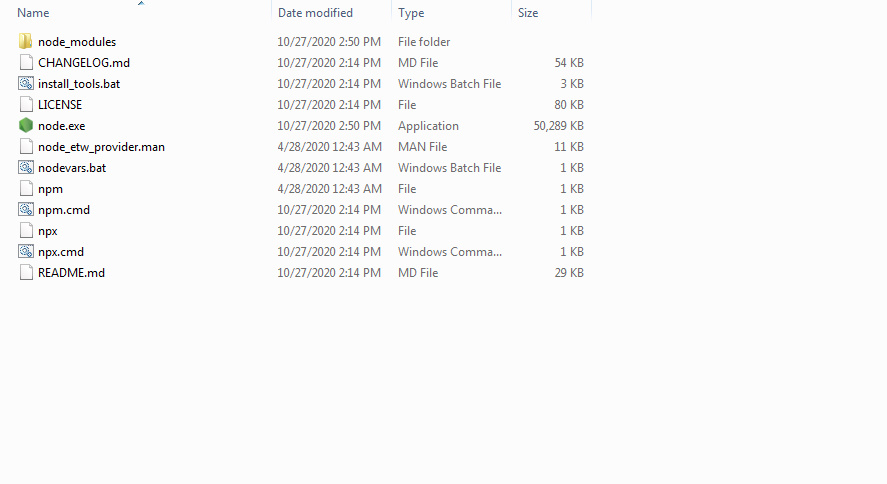 Name Date modified Type Size
node_modules 10/27/2020 2:50 PM File folder
CHANGELOG.md 10/27/2020 2:14 PM MD File 54 KB
install_tools.bat 10/27/2020 2:14 PM Windows Batch File 3 KB
LICENSE 10/27/2020 2:14 PM File 80 KB
node.exe 10/27/2020 2:50 PM Application 50,289 KB
node_etw_provider.man 4/28/2020 12:43 AM MAN File 11 KB
nodevars.bat 4/28/2020 12:43 AM Windows Batch File 1 KB
npm 4/28/2020 12:43 AM File 1 KB
npm.cmd 10/27/2020 2:14 PM Windows Comma... 1 KB
npx 10/27/2020 2:14 PM File 1 KB
npx.cmd 10/27/2020 2:14 PM Windows Comma... 1 KB
README.md 10/27/2020 2:14 PM MD File 29 KB